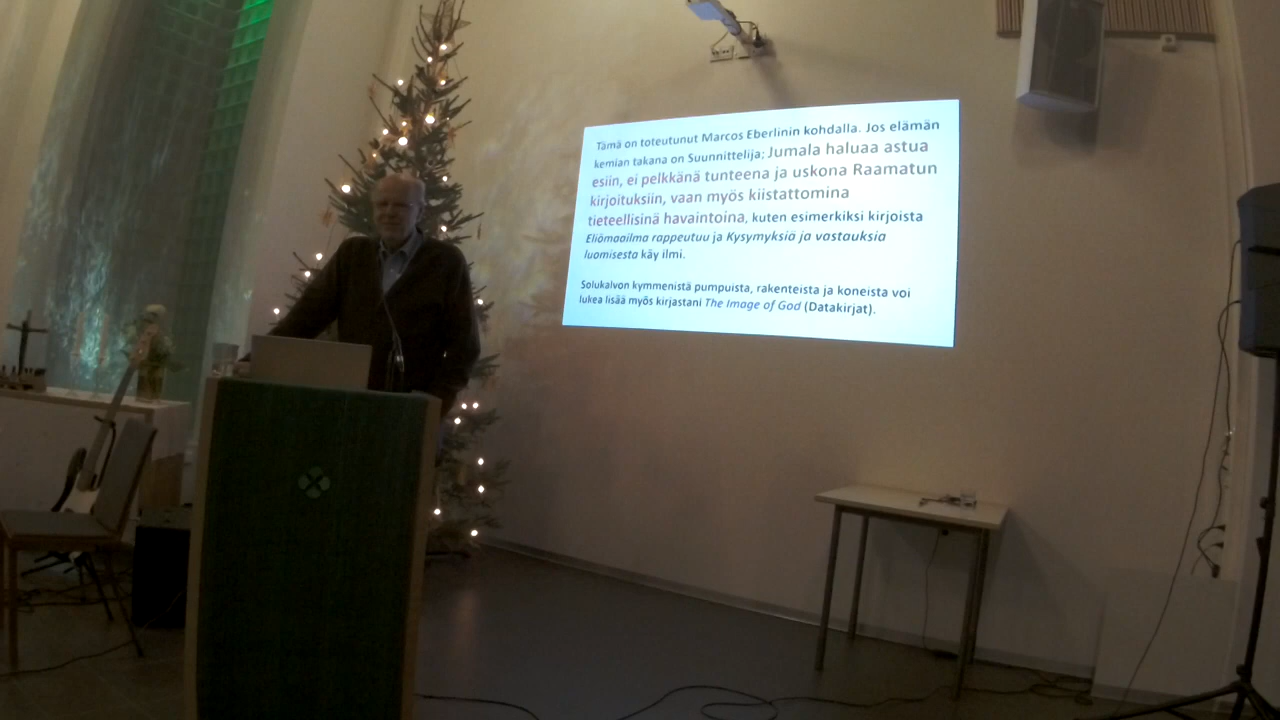 Tämä on toteutunut Marcos Eberlinin kohdalla. Jos elämän
kemian takana on Suunnittelija; Jumala haluaa astua
esiin, ei pelkkänä tunteena ja uskona Raamatun
kirjoituksiin, vaan myös kiistattomina
tieteellisinä havaintoina, kuten esimerkiksi kirjoista
Eliömaailma rappeutuu ja Kysymyksiä ja vastauksia
luomisesta käy ilmi.
Solukalvon kymmenistä pumpuista, rakenteista ja koneista voi
lukea lisää myös kirjastani The Image of God (Datakirjat).